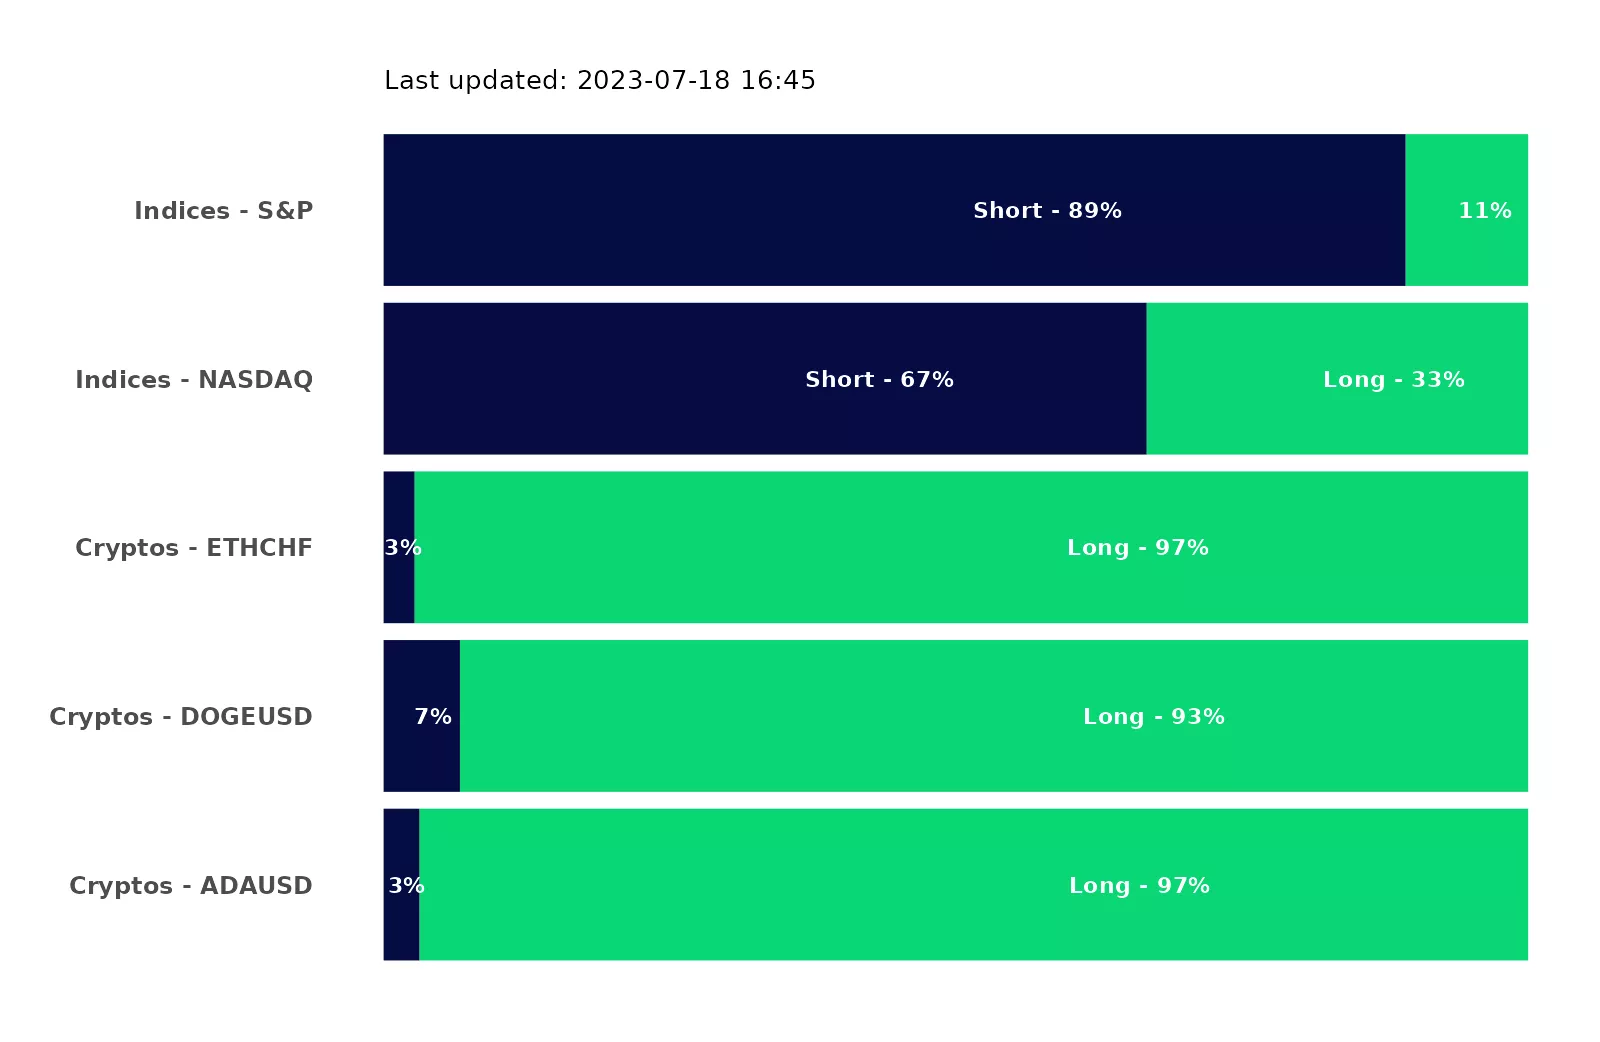 Last updated: 2023-07-18 16:45
Indices - S&P Short - 89% 11%
Indices - NASDAQ Short - 67% Long - 33%
Cryptos - ETHCHF 3% Long - 97%
Cryptos - DOGEUSD 7% Long - 93%
Cryptos - ADAUSD 3% Long - 97%